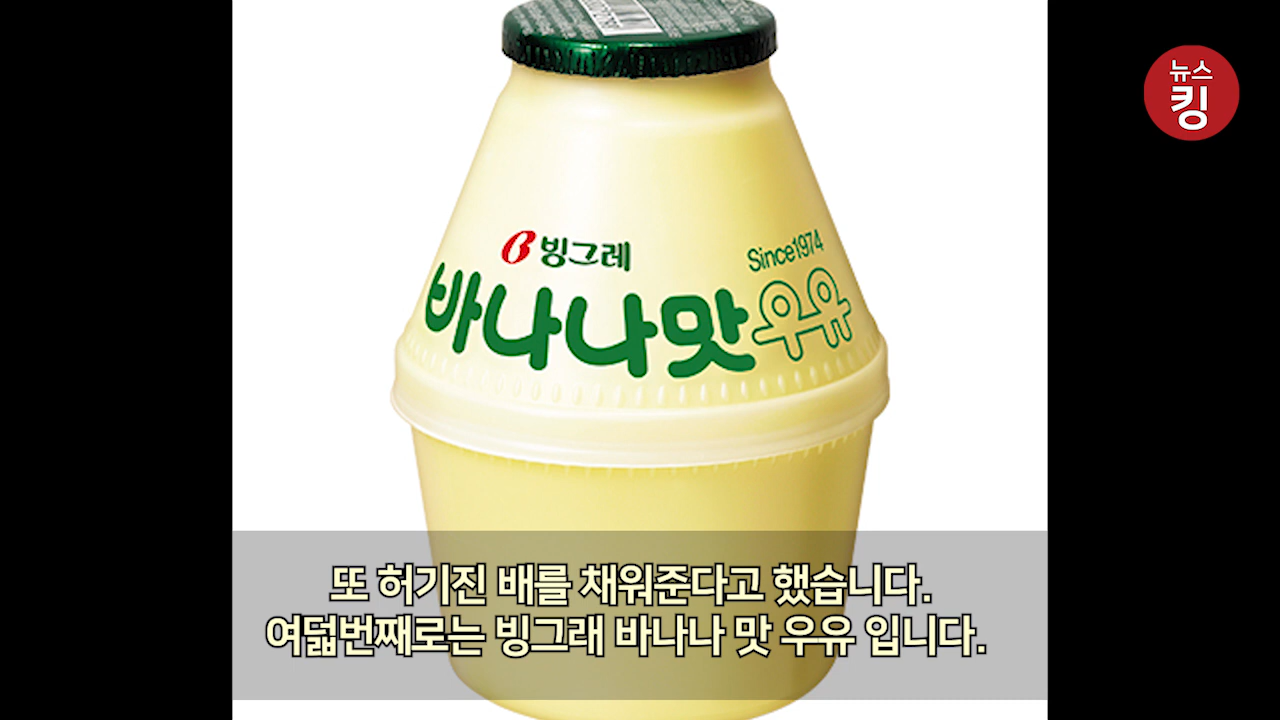 뉴스
킹
빙그레
Since1974
바나나맛우유
또 허기진 배를 채워준다고 했습니다.
여덟번째로는 빙그래 바나나 맛 우유 입니다.